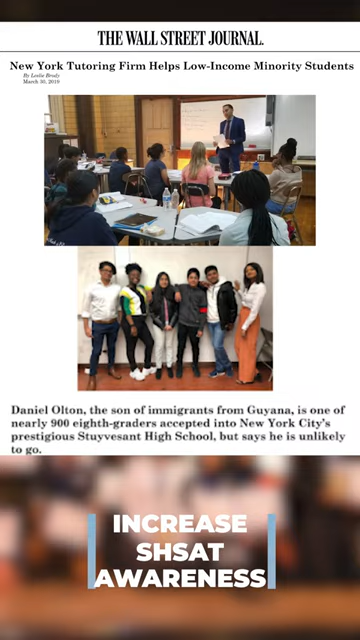 THE WALL STREET JOURNAL.
New York Tutoring Firm Helps Low-Income Minority Students
By Leslie Brody
March 30, 2019
Daniel Olton, the son of immigrants from Guyana, is one of
nearly 900 eighth-graders accepted into New York City's
prestigious Stuyvesant High School, but says he is unlikely
to go.
INCREASE
SHSAT
AWARENESS